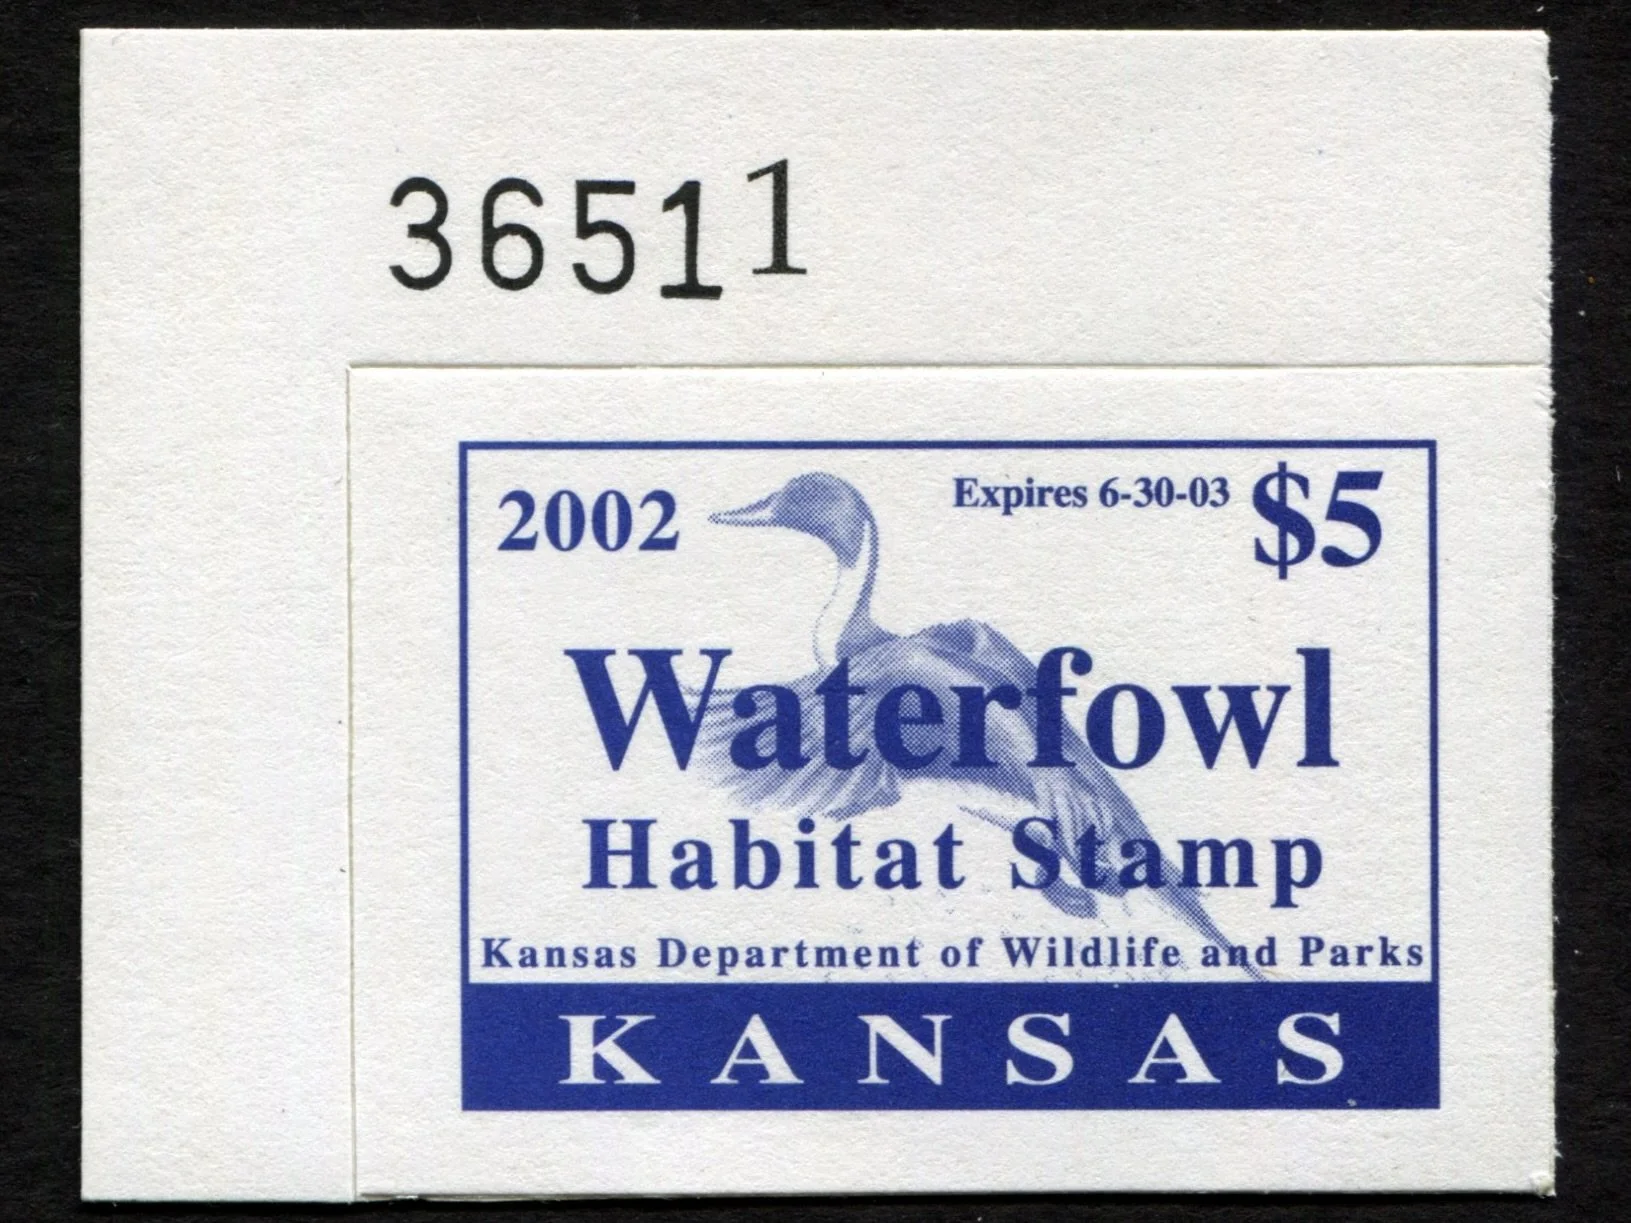 36511
2002 Expires 6-30-03 $5
Waterfowl
Habitat Stamp
Kansas Department of Wildlife and Parks
KANSAS